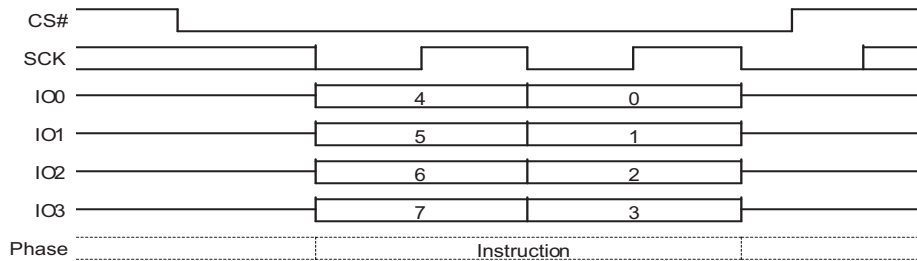 CS#
SCK
IO0 4 0
IO1 5 1
IO2 6 2
IO3 7 3
Phase Instruction